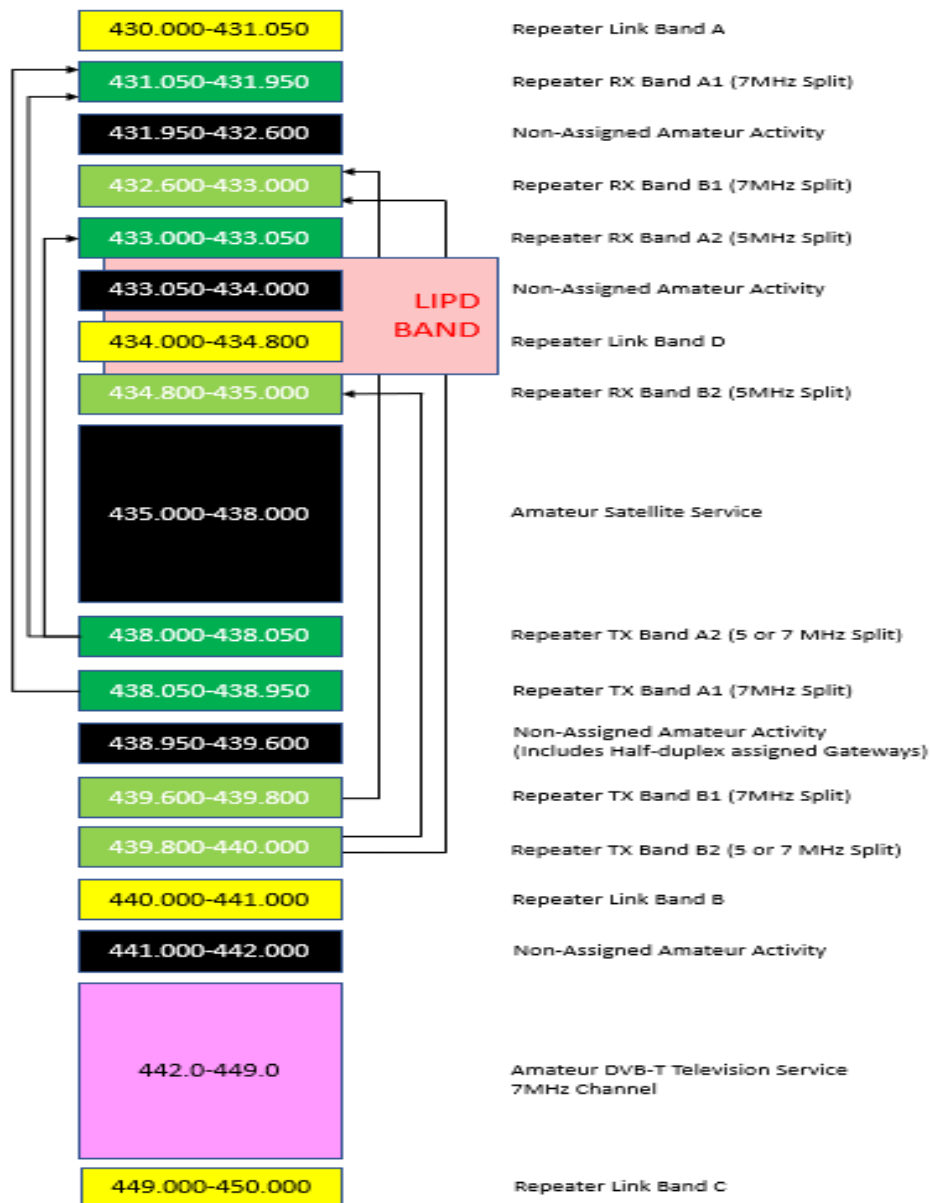 430.000-431.050 Repeater Link Band A
431.050-431.950 Repeater RX Band A1 (7MHz Split)
431.950-432.600 Non-Assigned Amateur Activity
432.600-433.000 Repeater RX Band B1 (7MHz Split)
433.000-433.050 Repeater RX Band A2 (5MHz Split)
433.050-434.000 LIPD Non-Assigned Amateur Activity
434.000-434.800 BAND Repeater Link Band D
434.800-435.000 Repeater RX Band B2 (5MHz Split)
435.000-438.000 Amateur Satellite Service
438.000-438.050 Repeater TX Band A2 (5 or 7 MHz Split)
438.050-438.950 Repeater TX Band A1 (7MHz Split)
438.950-439.600 Non-Assigned Amateur Activity
(Includes Half-duplex assigned Gateways)
439.600-439.800 Repeater TX Band B1 (7MHz Split)
439.800-440.000 Repeater TX Band B2 (5 or 7 MHz Split)
440.000-441.000 Repeater Link Band B
441.000-442.000 Non-Assigned Amateur Activity
442.0-449.0 Amateur DVB-T Television Service
7MHz Channel
449.000-450.000 Repeater Link Band C